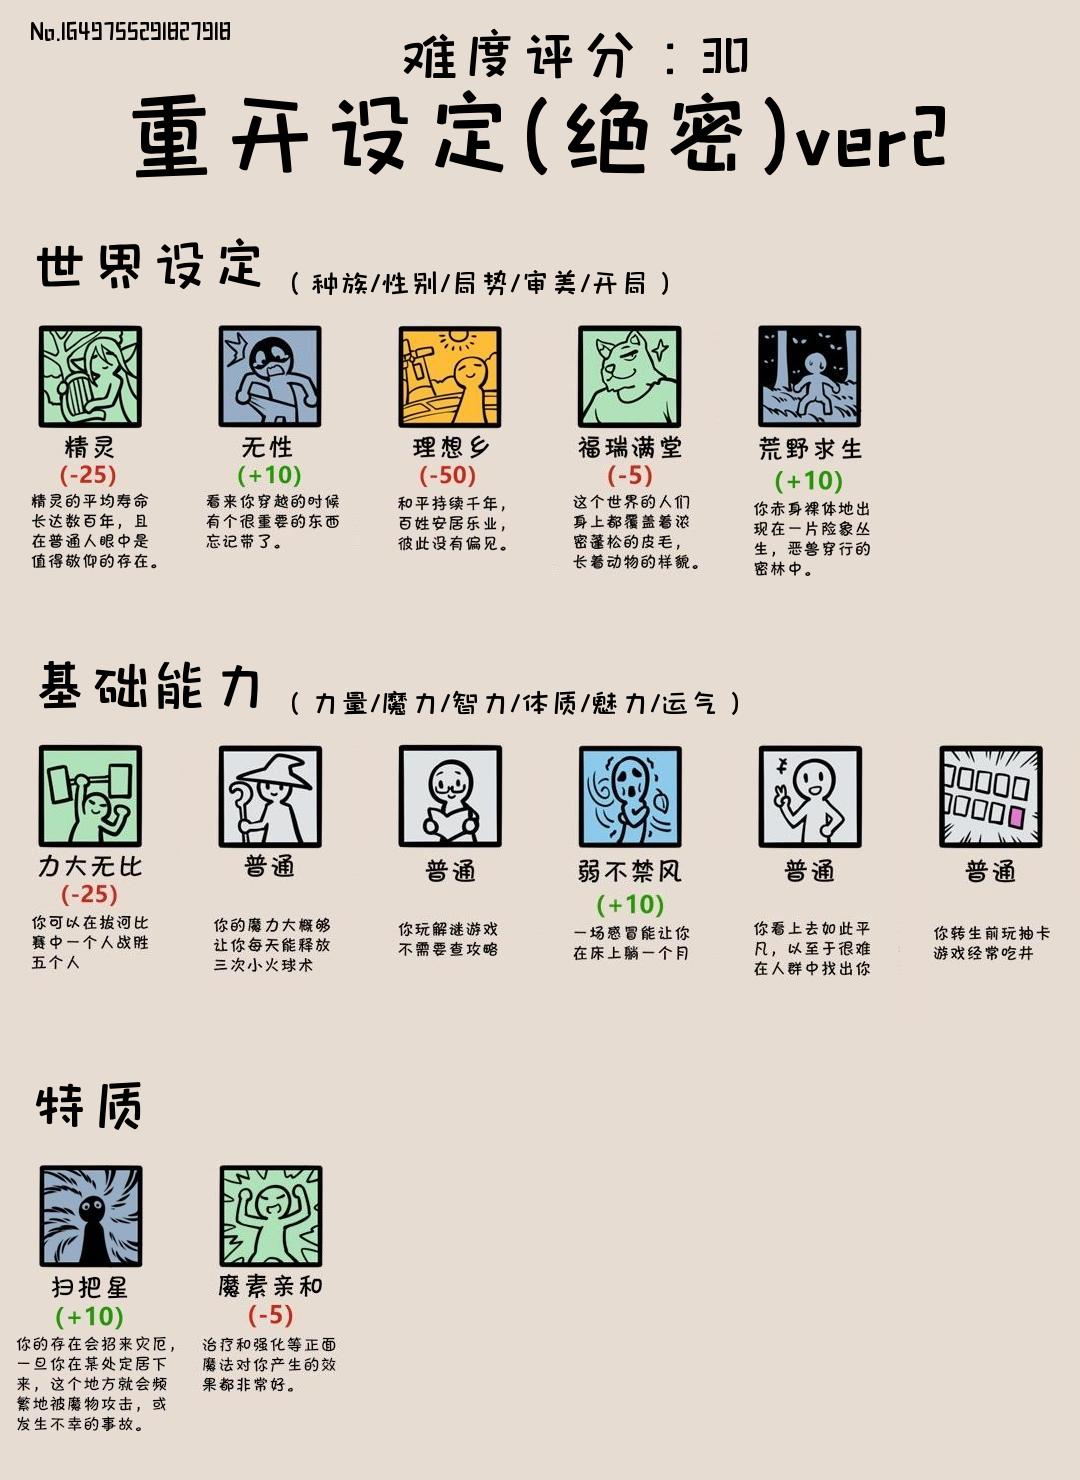 No.1649755291827918
难度评分：30
重开设定(绝密)ver2
世界设定（种族/性别/局势/审美/开局）
精灵
(-25)
精灵的平均寿命
长达数百年，且
在普通人眼中是
值得敬仰的存在。
无性
(+10)
看来你穿越的时候
有个很重要的东西
忘记带了。
理想乡
(-50)
和平持续千年，
百姓安居乐业，
彼此没有偏见。
福瑞满堂
(-5)
这个世界的人们
身上都覆盖着浓
密蓬松的皮毛，
长着动物的样貌。
荒野求生
(+10)
你赤身裸体地出
现在一片险象丛
生，恶兽穿行的
密林中。
基础能力（力量/魔力/智力/体质/魅力/运气）
力大无比
(-25)
你可以在拔河比
赛中一个人战胜
五个人
普通
你的魔力大概够
让你每天能释放
三次小火球术
普通
你玩解谜游戏
不需要查攻略
弱不禁风
(+10)
一场感冒能让你
在床上躺一个月
普通
你看上去如此平
凡，以至于很难
在人群中找出你
普通
你转生前玩抽卡
游戏经常吃井
特质
扫把星
(+10)
你的存在会招来灾厄，
一旦你在某处定居下
来，这个地方就会频
繁地被魔物攻击，或
发生不幸的事故。
魔素亲和
(-5)
治疗和强化等正面
魔法对你产生的效
果都非常好。